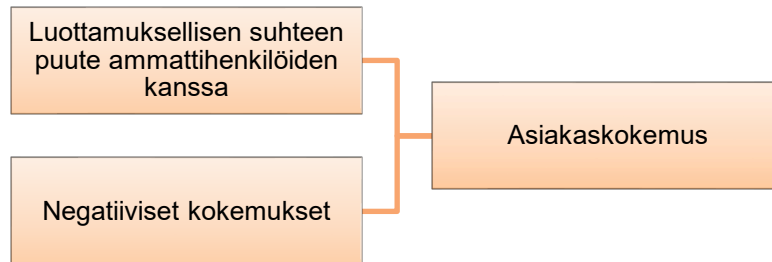 Luottamuksellisen suhteen
puute ammattihenkilöiden
kanssa
Negatiiviset kokemukset
Asiakaskokemus